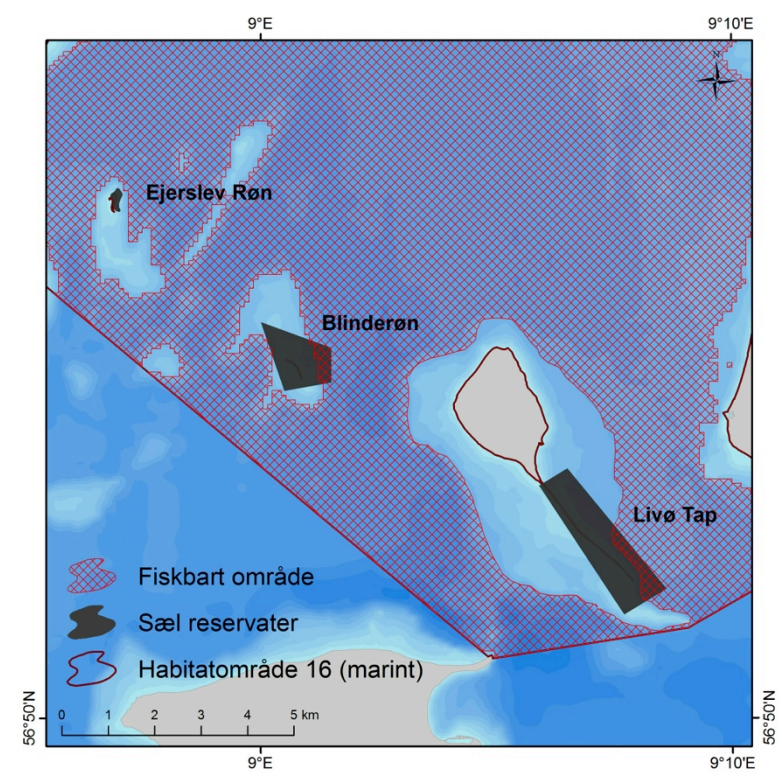 9°E
9°10'E
N
Ejerslev Røn
Blinderøn
Livø Tap
Fiskbart område
Sæl reservater
Habitatområde 16 (marint)
0 1 2 3 4 5 km
56°50'N
56°50'N
9°E
9°10'E